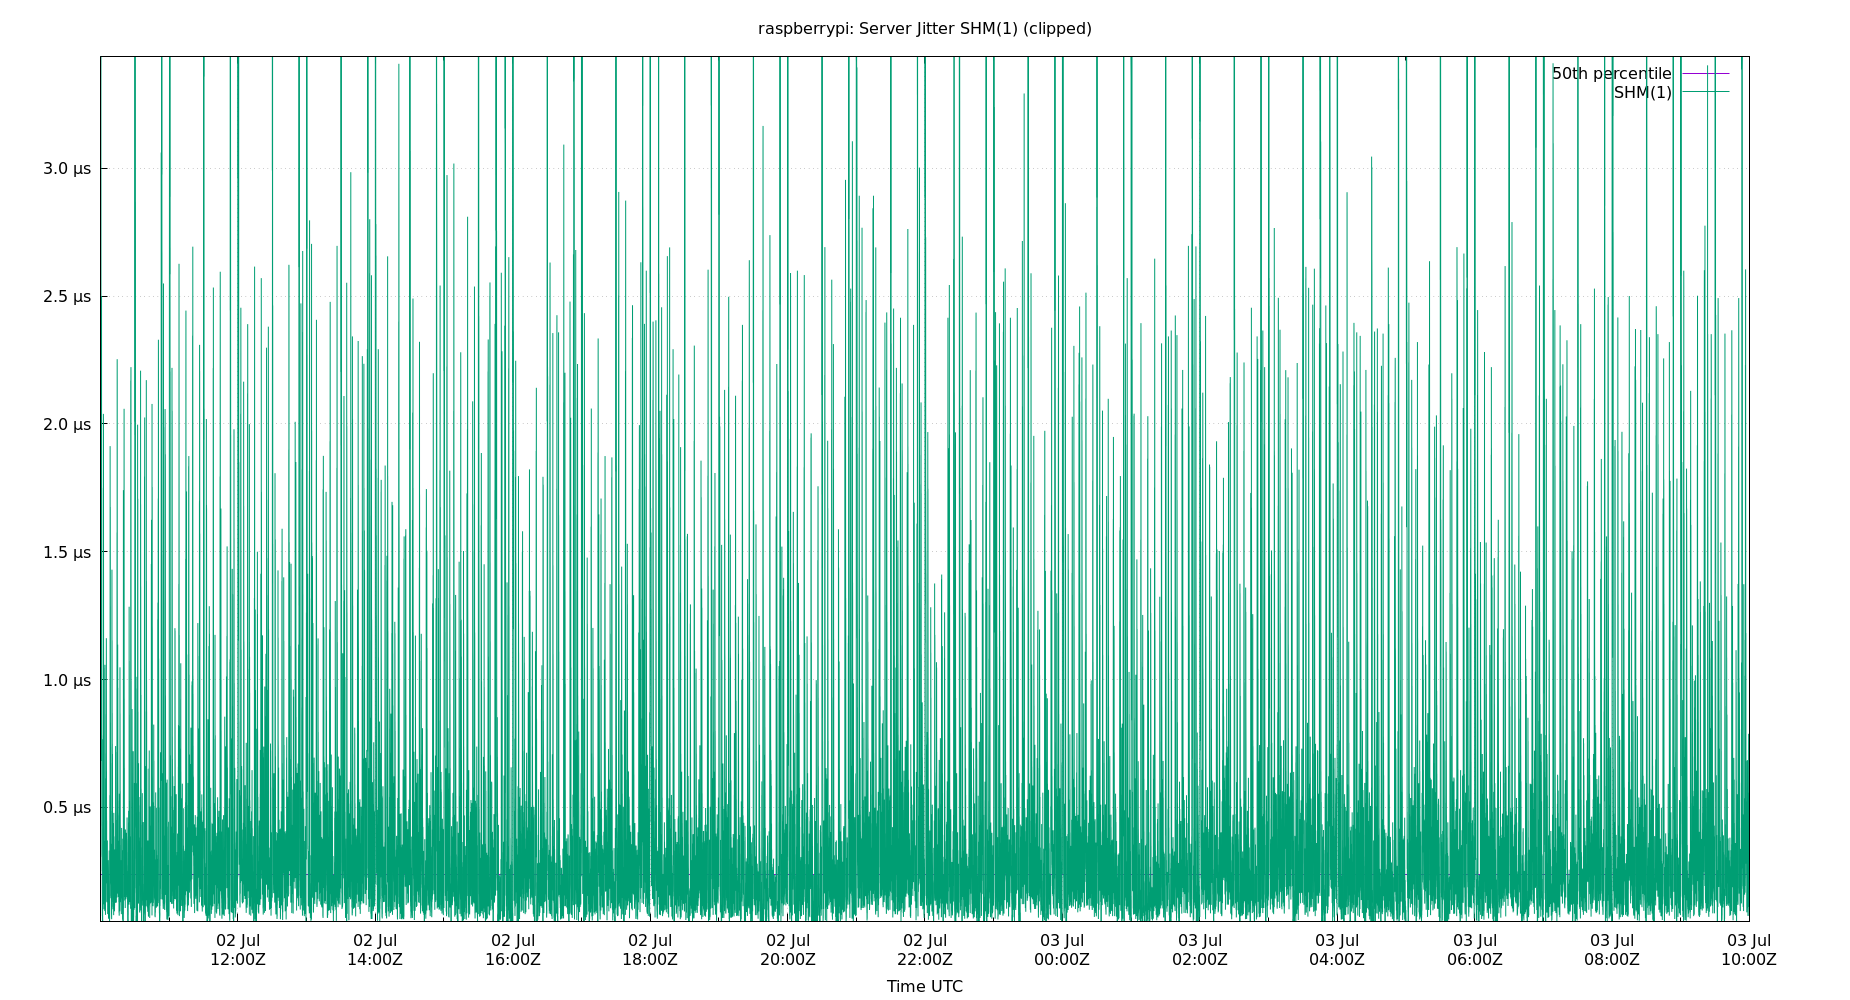 raspberrypi: Server Jitter SHM(1) (clipped)
50th percentile
SHM(1)
3.0 µs
2.5 µs
2.0 µs
1.5 µs
1.0 µs
0.5 µs
02 Jul 02 Jul 02 Jul 02 Jul 02 Jul 02 Jul 03 Jul 03 Jul 03 Jul 03 Jul 03 Jul 03 Jul
12:00Z 14:00Z 16:00Z 18:00Z 20:00Z 22:00Z 00:00Z 02:00Z 04:00Z 06:00Z 08:00Z 10:00Z
Time UTC